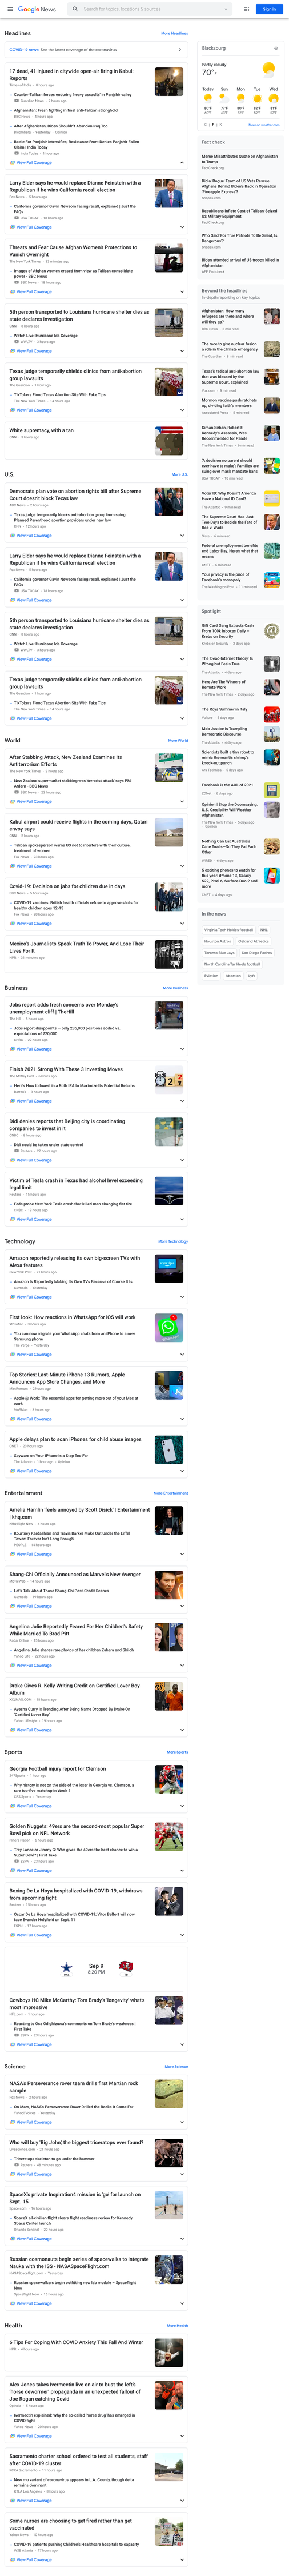 Google News
Search for topics, locations & sources
Sign in
Headlines
More Headlines
COVID-19 news: See the latest coverage of the coronavirus
17 dead, 41 injured in citywide open-air firing in Kabul: Reports
Counter-Taliban forces enduring 'heavy assaults' in Panjshir valley
Afghanistan: Fresh fighting in final anti-Taliban stronghold
After Afghanistan, Biden Shouldn't Abandon Iraq Too
Battle For Panjshir Intensifies, Resistance Front Denies Panjshir Fallen Claim | India Today
View Full Coverage
Larry Elder says he would replace Dianne Feinstein with a Republican if he wins California recall election
California governor Gavin Newsom facing recall, explained | Just the FAQs
View Full Coverage
Threats and Fear Cause Afghan Women's Protections to Vanish Overnight
Images of Afghan women erased from view as Taliban consolidate power - BBC News
View Full Coverage
5th person transported to Louisiana hurricane shelter dies as state declares investigation
Watch Live: Hurricane Ida Coverage
View Full Coverage
Texas judge temporarily shields clinics from anti-abortion group lawsuits
TikTokers Flood Texas Abortion Site With Fake Tips
View Full Coverage
White supremacy, with a tan
U.S.
More U.S.
Democrats plan vote on abortion rights bill after Supreme Court doesn't block Texas law
Texas judge temporarily blocks anti-abortion group from suing Planned Parenthood abortion providers under new law
View Full Coverage
Larry Elder says he would replace Dianne Feinstein with a Republican if he wins California recall election
California governor Gavin Newsom facing recall, explained | Just the FAQs
View Full Coverage
5th person transported to Louisiana hurricane shelter dies as state declares investigation
Watch Live: Hurricane Ida Coverage
View Full Coverage
Texas judge temporarily shields clinics from anti-abortion group lawsuits
TikTokers Flood Texas Abortion Site With Fake Tips
View Full Coverage
World
More World
After Stabbing Attack, New Zealand Examines Its Antiterrorism Efforts
New Zealand supermarket stabbing was 'terrorist attack' says PM Ardern - BBC News
View Full Coverage
Kabul airport could receive flights in the coming days, Qatari envoy says
Taliban spokesperson warns US not to interfere with their culture, treatment of women
View Full Coverage
Covid-19: Decision on jabs for children due in days
COVID-19 vaccines: British health officials refuse to approve shots for healthy children ages 12-15
View Full Coverage
Mexico's Journalists Speak Truth To Power, And Lose Their Lives For It
Business
More Business
Jobs report adds fresh concerns over Monday's unemployment cliff | TheHill
Jobs report disappoints — only 235,000 positions added vs. expectations of 720,000
View Full Coverage
Finish 2021 Strong With These 3 Investing Moves
Here's How to Invest in a Roth IRA to Maximize Its Potential Returns
View Full Coverage
Didi denies reports that Beijing city is coordinating companies to invest in it
Didi could be taken under state control
View Full Coverage
Victim of Tesla crash in Texas had alcohol level exceeding legal limit
Feds probe New York Tesla crash that killed man changing flat tire
View Full Coverage
Technology
More Technology
Amazon reportedly releasing its own big-screen TVs with Alexa features
Amazon Is Reportedly Making Its Own TVs Because of Course It Is
View Full Coverage
First look: How reactions in WhatsApp for iOS will work
You can now migrate your WhatsApp chats from an iPhone to a new Samsung phone
View Full Coverage
Top Stories: Last-Minute iPhone 13 Rumors, Apple Announces App Store Changes, and More
Apple @ Work: The essential apps for getting more out of your Mac at work
View Full Coverage
Apple delays plan to scan iPhones for child abuse images
Spyware on Your iPhone Is a Step Too Far
View Full Coverage
Entertainment
More Entertainment
Amelia Hamlin 'feels annoyed by Scott Disick' | Entertainment | khq.com
Kourtney Kardashian and Travis Barker Make Out Under the Eiffel Tower: 'Forever Isn't Long Enough'
View Full Coverage
Shang-Chi Officially Announced as Marvel's New Avenger
Let's Talk About Those Shang-Chi Post-Credit Scenes
View Full Coverage
Angelina Jolie Reportedly Feared For Her Children's Safety While Married To Brad Pitt
Angelina Jolie shares rare photos of her children Zahara and Shiloh
View Full Coverage
Drake Gives R. Kelly Writing Credit on Certified Lover Boy Album
Ayesha Curry Is Trending After Being Name Dropped By Drake On 'Certified Lover Boy'
View Full Coverage
Sports
More Sports
Georgia Football injury report for Clemson
Why history is not on the side of the loser in Georgia vs. Clemson, a rare top-five matchup in Week 1
View Full Coverage
Golden Nuggets: 49ers are the second-most popular Super Bowl pick on NFL Network
Trey Lance or Jimmy G: Who gives the 49ers the best chance to win a Super Bowl? | First Take
View Full Coverage
Boxing De La Hoya hospitalized with COVID-19, withdraws from upcoming fight
Oscar De La Hoya hospitalized with COVID-19; Vitor Belfort will now face Evander Holyfield on Sept. 11
View Full Coverage
Sep 9
8:20 PM
Cowboys HC Mike McCarthy: Tom Brady's 'longevity' what's most impressive
Reacting to Osa Odighizuwa's comments on Tom Brady's weakness | First Take
View Full Coverage
Science
More Science
NASA's Perseverance rover team drills first Martian rock sample
On Mars, NASA's Perseverance Rover Drilled the Rocks It Came For
View Full Coverage
Who will buy 'Big John,' the biggest triceratops ever found?
Triceratops skeleton to go under the hammer
View Full Coverage
SpaceX's private Inspiration4 mission is 'go' for launch on Sept. 15
SpaceX all-civilian flight clears flight readiness review for Kennedy Space Center launch
View Full Coverage
Russian cosmonauts begin series of spacewalks to integrate Nauka with the ISS - NASASpaceFlight.com
Russian spacewalkers begin outfitting new lab module – Spaceflight Now
View Full Coverage
Health
More Health
6 Tips For Coping With COVID Anxiety This Fall And Winter
Alex Jones takes Ivermectin live on air to bust the left's 'horse dewormer' propaganda in an unexpected fallout of Joe Rogan catching Covid
Ivermectin explained: Why the so-called 'horse drug' has emerged in COVID fight
View Full Coverage
Sacramento charter school ordered to test all students, staff after COVID-19 cluster
New mu variant of coronavirus appears in L.A. County, though delta remains dominant
View Full Coverage
Some nurses are choosing to get fired rather than get vaccinated
COVID-19 patients pushing Children's Healthcare hospitals to capacity
View Full Coverage
Blacksburg
Partly cloudy
70°F
Today Sun Mon Tue Wed
Fact check
Meme Misattributes Quote on Afghanistan to Trump
Did a 'Rogue' Team of US Vets Rescue Afghans Behind Biden's Back in Operation 'Pineapple Express'?
Republicans Inflate Cost of Taliban-Seized US Military Equipment
Who Said 'For True Patriots To Be Silent, Is Dangerous'?
Biden attended arrival of US troops killed in Afghanistan
Beyond the headlines
In-depth reporting on key topics
Afghanistan: How many refugees are there and where will they go?
The race to give nuclear fusion a role in the climate emergency
Texas's radical anti-abortion law that was blessed by the Supreme Court, explained
Mormon vaccine push ratchets up, dividing faith's members
Sirhan Sirhan, Robert F. Kennedy's Assassin, Was Recommended for Parole
'A decision no parent should ever have to make': Families are suing over mask mandate bans
Voter ID: Why Doesn't America Have a National ID Card?
The Supreme Court Has Just Two Days to Decide the Fate of Roe v. Wade
Federal unemployment benefits end Labor Day. Here's what that means
Your privacy is the price of Facebook's monopoly
Spotlight
Gift Card Gang Extracts Cash From 100k Inboxes Daily – Krebs on Security
The 'Dead-Internet Theory' Is Wrong but Feels True
Here Are The Winners of Remote Work
The Rays Summer in Italy
Mob Justice Is Trampling Democratic Discourse
Scientists built a tiny robot to mimic the mantis shrimp's knock-out punch
Facebook is the AOL of 2021
Opinion | Stop the Doomsaying. U.S. Credibility Will Weather Afghanistan.
Nothing Can Eat Australia's Cane Toads—So They Eat Each Other
5 exciting phones to watch for this year: iPhone 13, Galaxy S22, Pixel 6, Surface Duo 2 and more
In the news
Virginia Tech Hokies football
NHL
Houston Astros
Oakland Athletics
Toronto Blue Jays
San Diego Padres
North Carolina Tar Heels football
Eviction
Abortion
Lyft